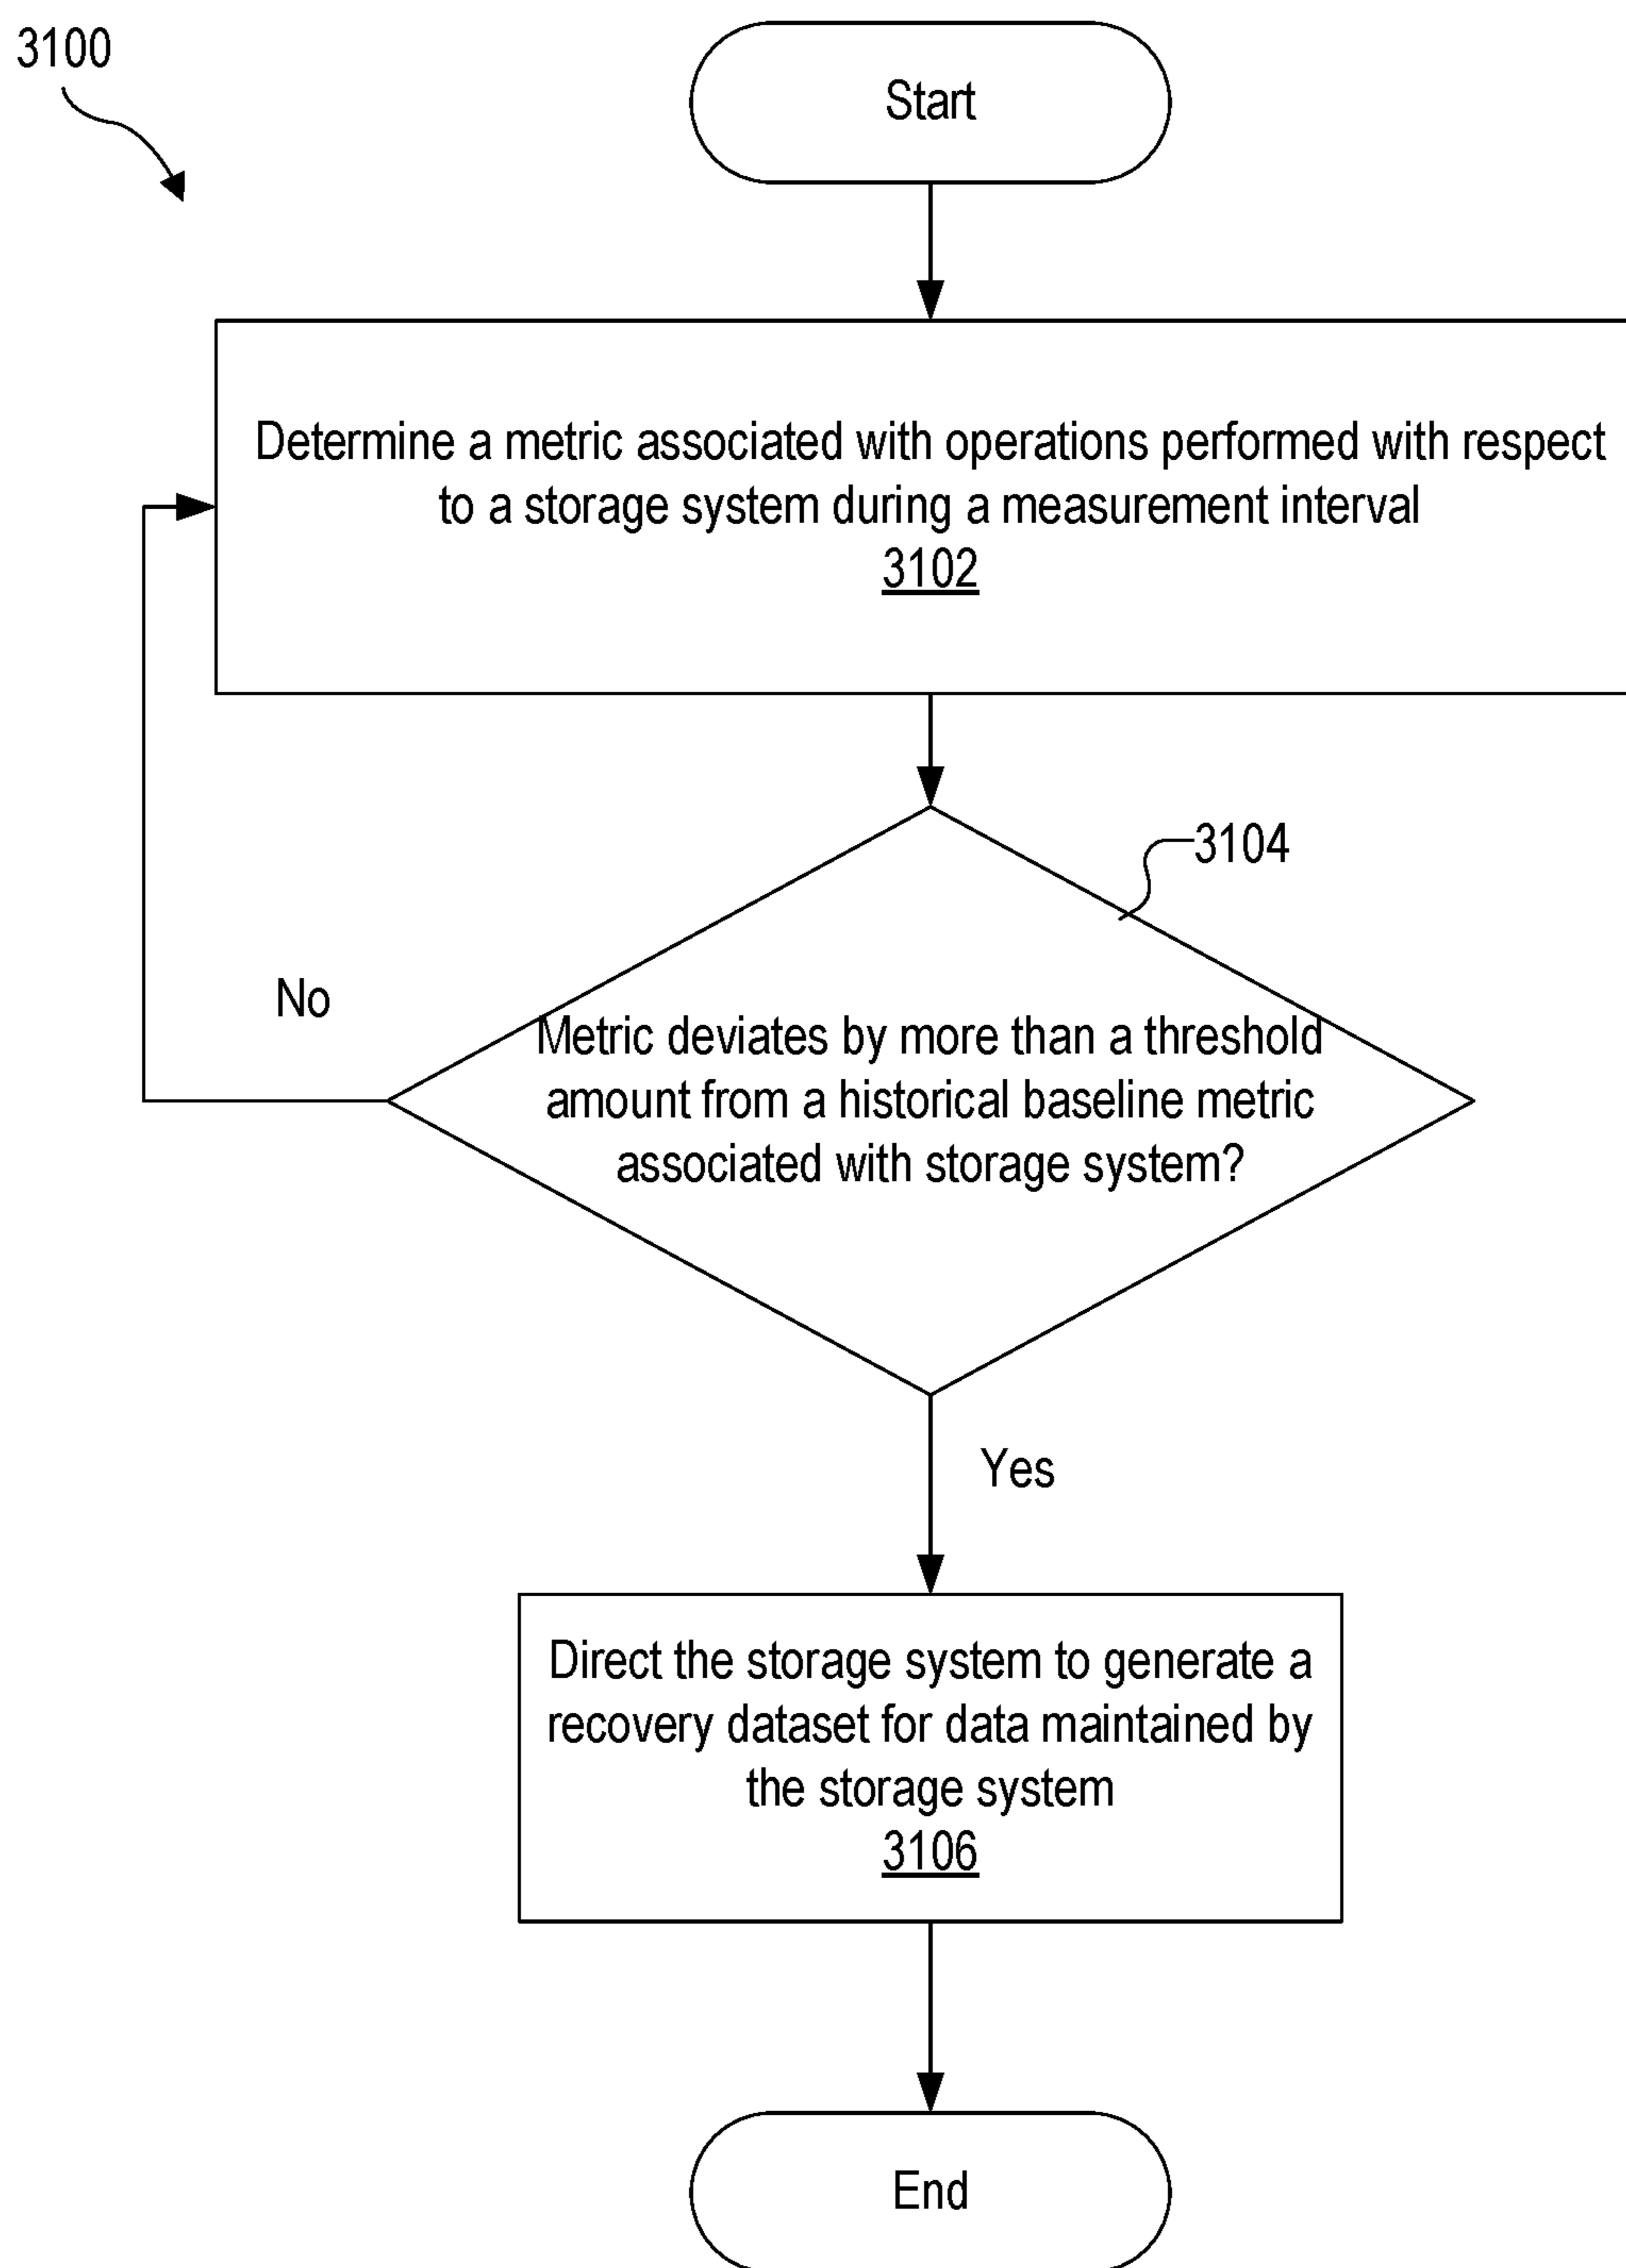 3100
Start
Determine a metric associated with operations performed with respect
to a storage system during a measurement interval
3102
3104
No
Metric deviates by more than a threshold
amount from a historical baseline metric
associated with storage system?
Yes
Direct the storage system to generate a
recovery dataset for data maintained by
the storage system
3106
End